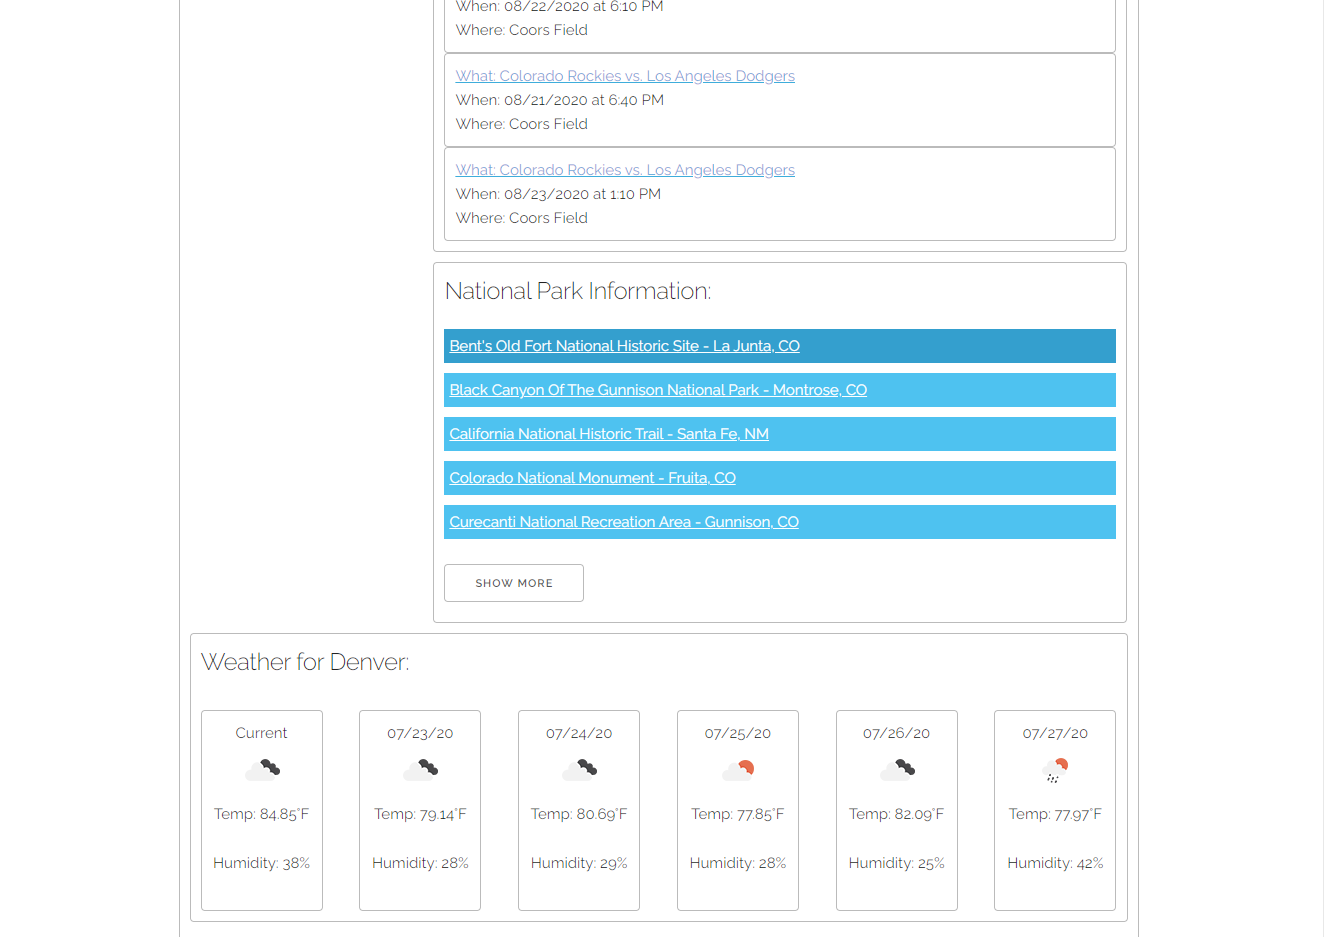 When: 08/22/2020 at 6:10 PM
Where: Coors Field
What: Colorado Rockies vs. Los Angeles Dodgers
When: 08/21/2020 at 6:40 PM
Where: Coors Field
What: Colorado Rockies vs. Los Angeles Dodgers
When: 08/23/2020 at 1:10 PM
Where: Coors Field
National Park Information:
Bent's Old Fort National Historic Site - La Junta, CO
Black Canyon Of The Gunnison National Park - Montrose, CO
California National Historic Trail - Santa Fe, NM
Colorado National Monument - Fruita, CO
Curecanti National Recreation Area - Gunnison, CO
SHOW MORE
Weather for Denver:
Current
Temp: 84.85°F
Humidity: 38%
07/23/20
Temp: 79.14°F
Humidity: 28%
07/24/20
Temp: 80.69°F
Humidity: 29%
07/25/20
Temp: 77.85°F
Humidity: 28%
07/26/20
Temp: 82.09°F
Humidity: 25%
07/27/20
Temp: 77.97°F
Humidity: 42%